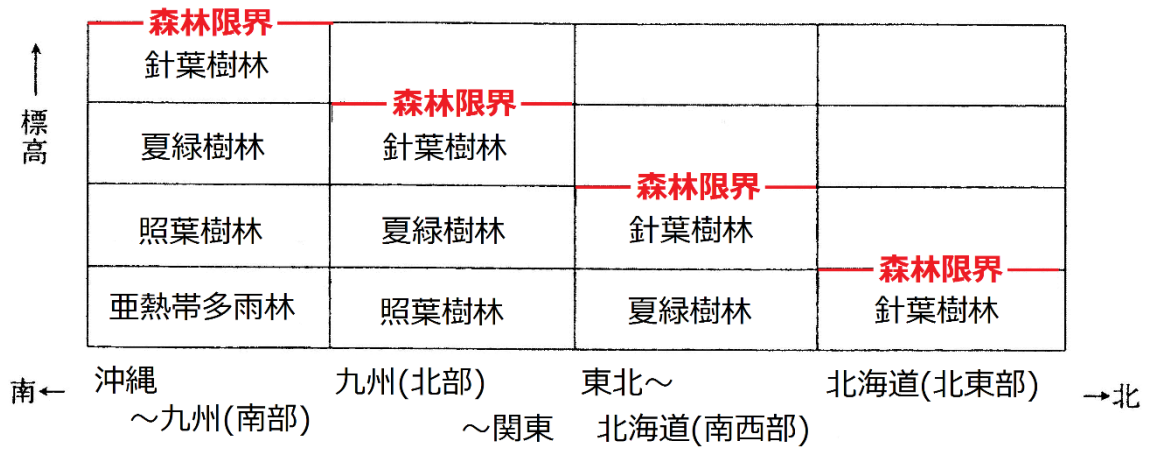 森林限界
針葉樹林
森林限界
夏緑樹林
針葉樹林
森林限界
照葉樹林
夏緑樹林
針葉樹林
森林限界
亜熱帯多雨林
照葉樹林
夏緑樹林
針葉樹林
↑
標高
南←
沖縄
～九州(南部)
九州(北部)
～関東
東北～
北海道(南西部)
北海道(北東部)
→北